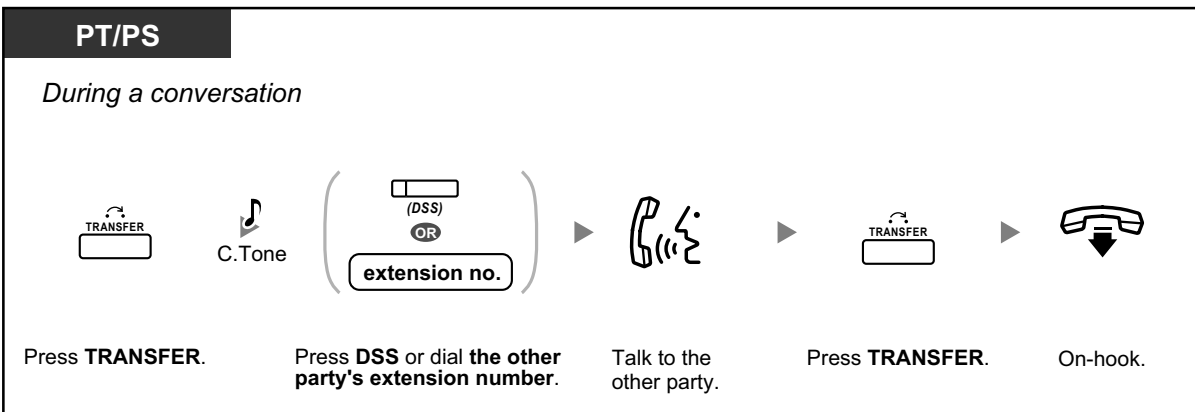 PT/PS
During a conversation
TRANSFER
C.Tone
(DSS)
OR
extension no.
TRANSFER
Press TRANSFER.
Press DSS or dial the other
party's extension number.
Talk to the
other party.
Press TRANSFER.
On-hook.